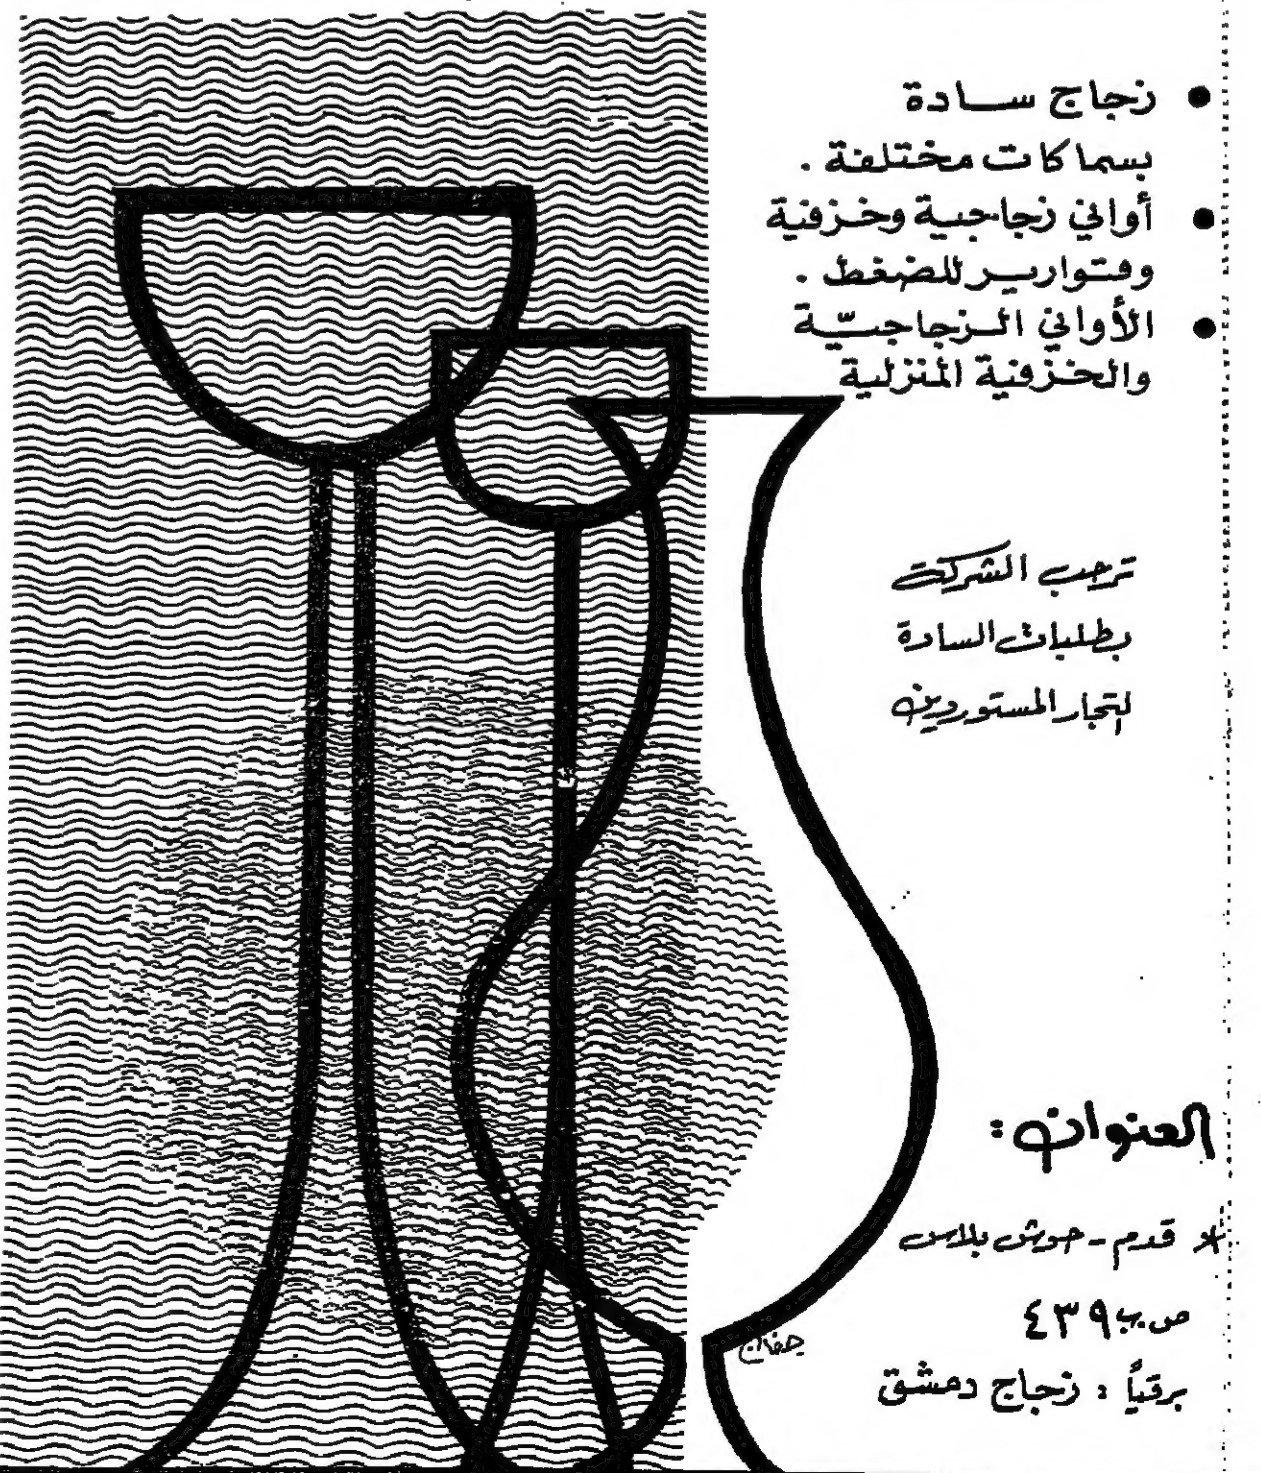 • زجاج ســادة
بسماكات مختلفة .
• أواني زجاجية وخزفية
وقوارير للضغط .
• الأواني الزجاجيّة
والخزفية المنزلية
ترحب الشركة
بطلبات السادة
التجار المستوردين
العنوان :
* قدم - حوش بلاس
ص.ب ٤٣٩
برقياً : زجاج دمشق